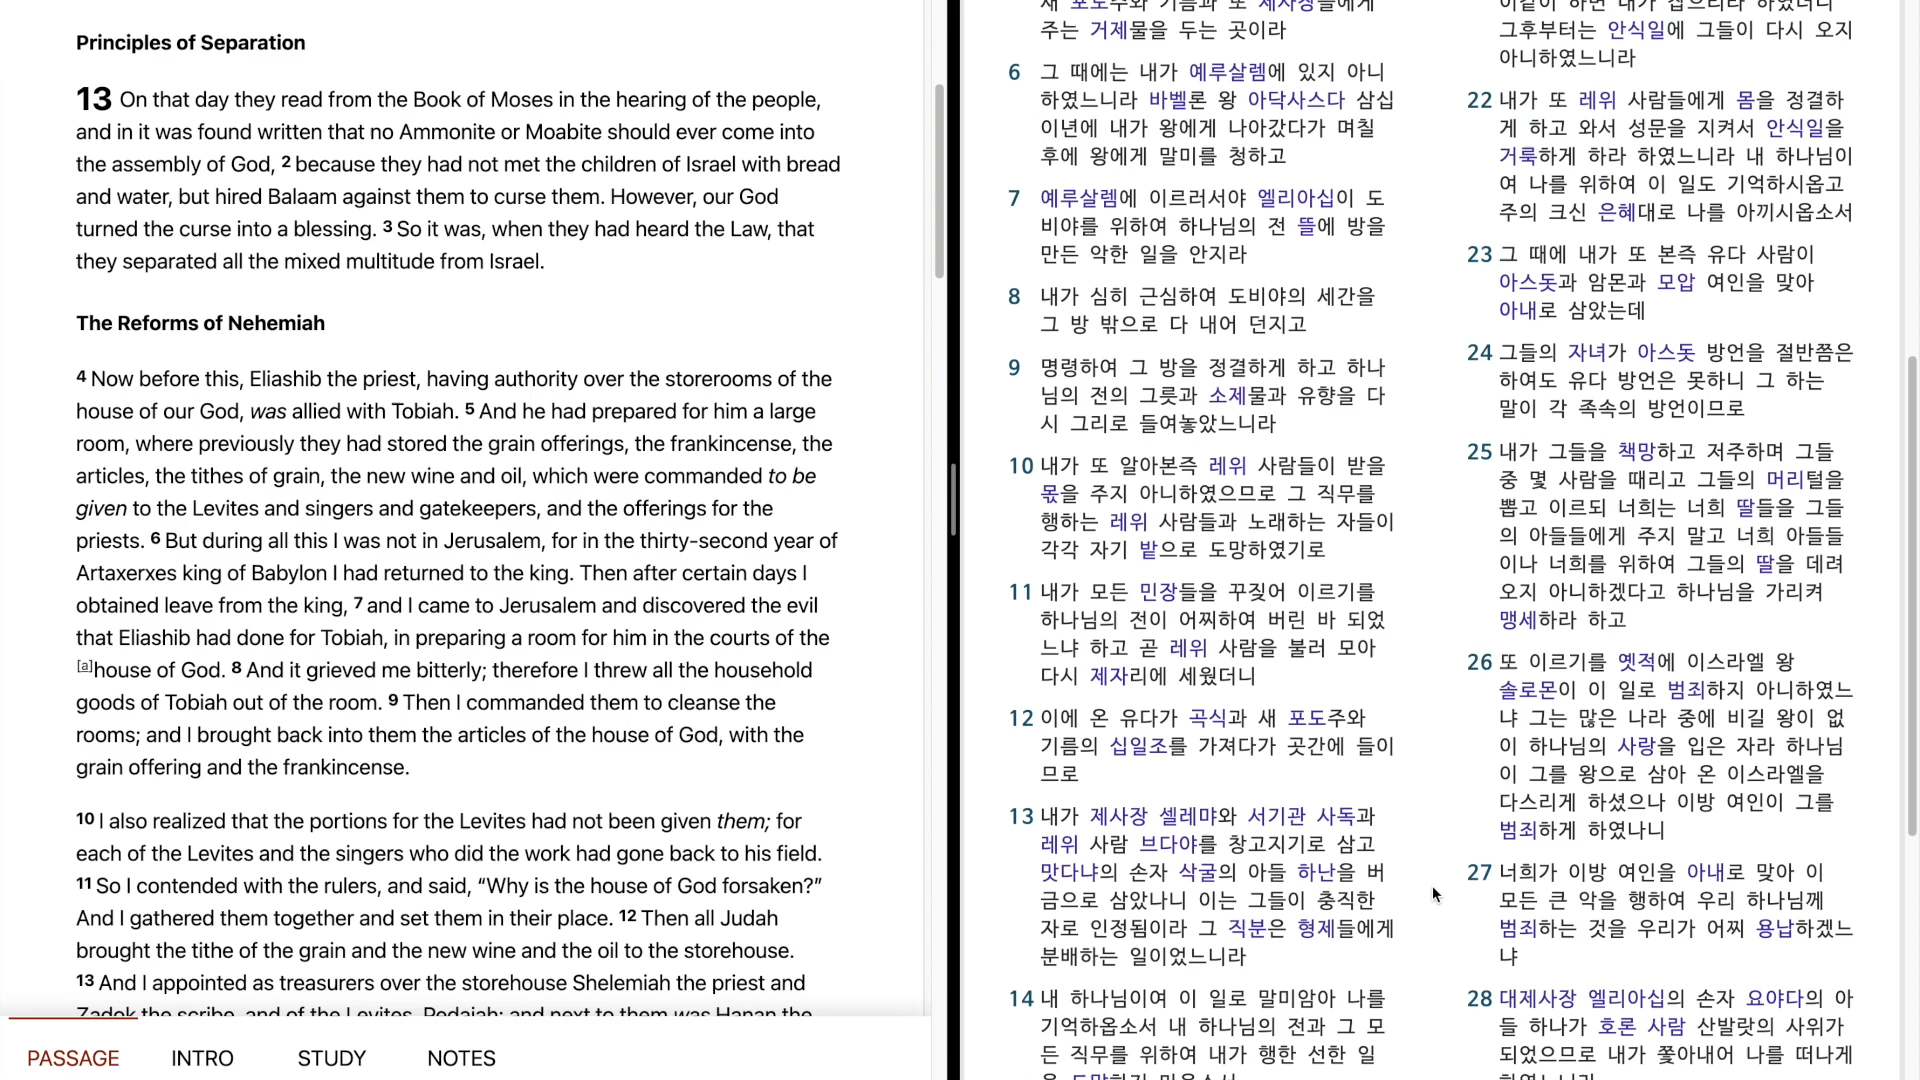 Principles of Separation
13 On that day they read from the Book of Moses in the hearing of the people,
and in it was found written that no Ammonite or Moabite should ever come into
the assembly of God, 2 because they had not met the children of Israel with bread
and water, but hired Balaam against them to curse them. However, our God
turned the curse into a blessing. 3 So it was, when they had heard the Law, that
they separated all the mixed multitude from Israel.
The Reforms of Nehemiah
4 Now before this, Eliashib the priest, having authority over the storerooms of the
house of our God, was allied with Tobiah. 5 And he had prepared for him a large
room, where previously they had stored the grain offerings, the frankincense, the
articles, the tithes of grain, the new wine and oil, which were commanded to be
given to the Levites and singers and gatekeepers, and the offerings for the
priests. 6 But during all this I was not in Jerusalem, for in the thirty-second year of
Artaxerxes king of Babylon I had returned to the king. Then after certain days I
obtained leave from the king, 7 and I came to Jerusalem and discovered the evil
that Eliashib had done for Tobiah, in preparing a room for him in the courts of the
[a]house of God. 8 And it grieved me bitterly; therefore I threw all the household
goods of Tobiah out of the room. 9 Then I commanded them to cleanse the
rooms; and I brought back into them the articles of the house of God, with the
grain offering and the frankincense.
10 I also realized that the portions for the Levites had not been given them; for
each of the Levites and the singers who did the work had gone back to his field.
11 So I contended with the rulers, and said, “Why is the house of God forsaken?”
And I gathered them together and set them in their place. 12 Then all Judah
brought the tithe of the grain and the new wine and the oil to the storehouse.
13 And I appointed as treasurers over the storehouse Shelemiah the priest and
Zadok the scribe, and of the Levites, Pedaiah; and next to them was Hanan the
PASSAGE INTRO STUDY NOTES
새 포도주와 기름과 또 제사장들에게
주는 거제물을 두는 곳이라
6 그 때에는 내가 예루살렘에 있지 아니
하였느니라 바벨론 왕 아닥사스다 삼십
이년에 내가 왕에게 나아갔다가 며칠
후에 왕에게 말미를 청하고
7 예루살렘에 이르러서야 엘리아십이 도
비야를 위하여 하나님의 전 뜰에 방을
만든 악한 일을 안지라
8 내가 심히 근심하여 도비야의 세간을
그 방 밖으로 다 내어 던지고
9 명령하여 그 방을 정결하게 하고 하나
님의 전의 그릇과 소제물과 유향을 다
시 그리로 들여놓았느니라
10 내가 또 알아본즉 레위 사람들이 받을
몫을 주지 아니하였으므로 그 직무를
행하는 레위 사람들과 노래하는 자들이
각각 자기 밭으로 도망하였기로
11 내가 모든 민장들을 꾸짖어 이르기를
하나님의 전이 어찌하여 버린 바 되었
느냐 하고 곧 레위 사람을 불러 모아
다시 제자리에 세웠더니
12 이에 온 유다가 곡식과 새 포도주와
기름의 십일조를 가져다가 곳간에 들이
므로
13 내가 제사장 셀레먀와 서기관 사독과
레위 사람 브다야를 창고지기로 삼고
맛다냐의 손자 삭굴의 아들 하난을 버
금으로 삼았나니 이는 그들이 충직한
자로 인정됨이라 그 직분은 형제들에게
분배하는 일이었느니라
14 내 하나님이여 이 일로 말미암아 나를
기억하옵소서 내 하나님의 전과 그 모
든 직무를 위하여 내가 행한 선한 일
을 도말하지 마옵소서
이같이 하면 내가 잡으리라 하였더니
그후부터는 안식일에 그들이 다시 오지
아니하였느니라
22 내가 또 레위 사람들에게 몸을 정결하
게 하고 와서 성문을 지켜서 안식일을
거룩하게 하라 하였느니라 내 하나님이
여 나를 위하여 이 일도 기억하시옵고
주의 크신 은혜대로 나를 아끼시옵소서
23 그 때에 내가 또 본즉 유다 사람이
아스돗과 암몬과 모압 여인을 맞아
아내로 삼았는데
24 그들의 자녀가 아스돗 방언을 절반쯤은
하여도 유다 방언은 못하니 그 하는
말이 각 족속의 방언이므로
25 내가 그들을 책망하고 저주하며 그들
중 몇 사람을 때리고 그들의 머리털을
뽑고 이르되 너희는 너희 딸들을 그들
의 아들들에게 주지 말고 너희 아들들
이나 너희를 위하여 그들의 딸을 데려
오지 아니하겠다고 하나님을 가리켜
맹세하라 하고
26 또 이르기를 옛적에 이스라엘 왕
솔로몬이 이 일로 범죄하지 아니하였느
냐 그는 많은 나라 중에 비길 왕이 없
이 하나님의 사랑을 입은 자라 하나님
이 그를 왕으로 삼아 온 이스라엘을
다스리게 하셨으나 이방 여인이 그를
범죄하게 하였나니
27 너희가 이방 여인을 아내로 맞아 이
모든 큰 악을 행하여 우리 하나님께
범죄하는 것을 우리가 어찌 용납하겠느
냐
28 대제사장 엘리아십의 손자 요야다의 아
들 하나가 호론 사람 산발랏의 사위가
되었으므로 내가 쫓아내어 나를 떠나게
하였느니라